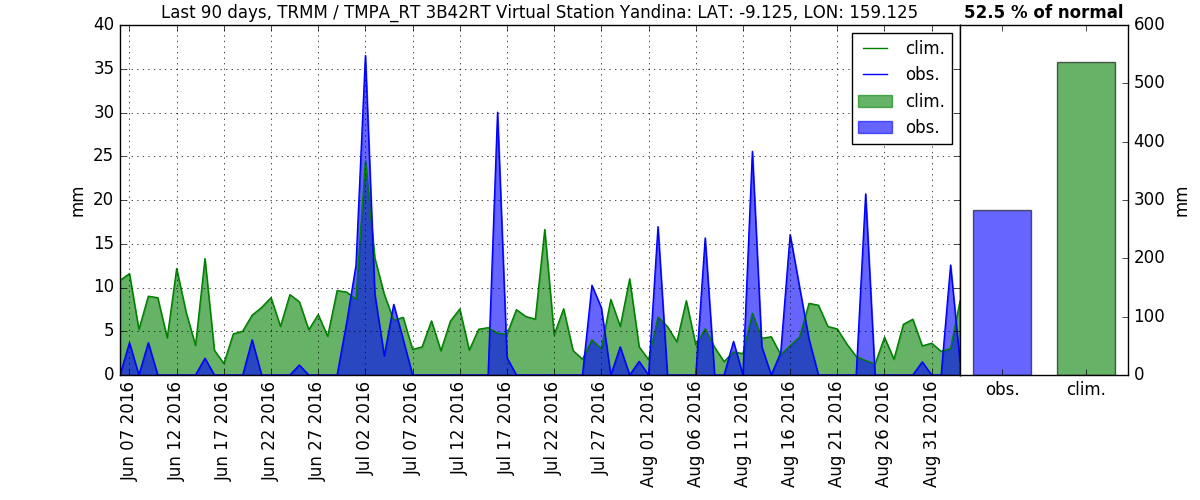 Last 90 days, TRMM / TMPA_RT 3B42RT Virtual Station Yandina: LAT: -9.125, LON: 159.125
52.5 % of normal
40
35
30
25
20
15
10
5
0
mm
clim.
obs.
clim.
obs.
600
500
400
300
200
100
0
mm
obs.
clim.
Jun 07 2016
Jun 12 2016
Jun 17 2016
Jun 22 2016
Jun 27 2016
Jul 02 2016
Jul 07 2016
Jul 12 2016
Jul 17 2016
Jul 22 2016
Jul 27 2016
Aug 01 2016
Aug 06 2016
Aug 11 2016
Aug 16 2016
Aug 21 2016
Aug 26 2016
Aug 31 2016